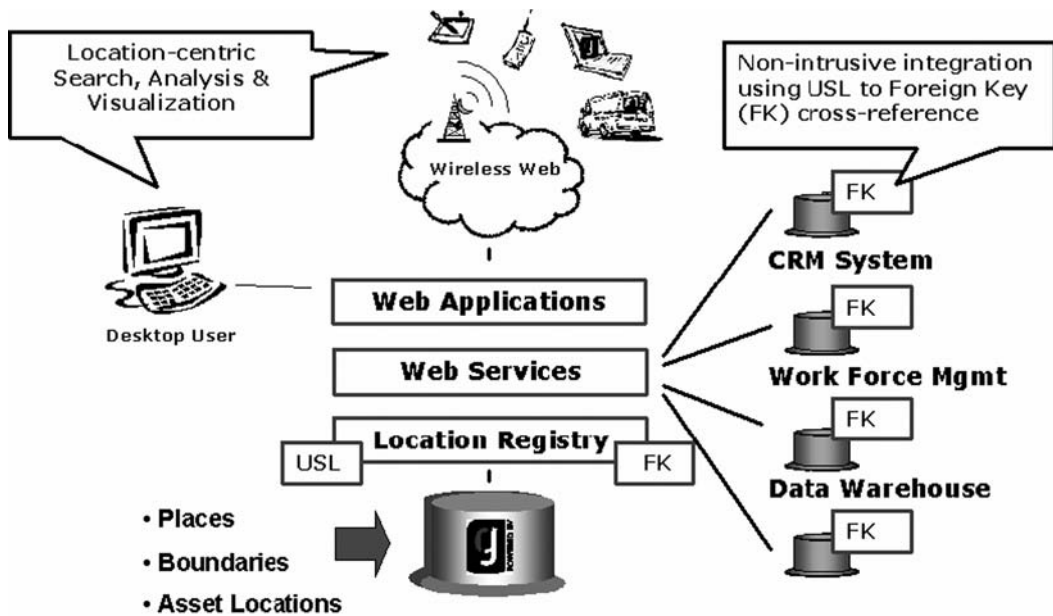 Location-centric
Search, Analysis &
Visualization
Non-intrusive integration
using USL to Foreign Key
(FK) cross-reference
Wireless Web
FK
CRM System
Desktop User
Web Applications
FK
Work Force Mgmt
Web Services
FK
Data Warehouse
Location Registry
USL
FK
FK
• Places
• Boundaries
• Asset Locations
g
POWERED BY